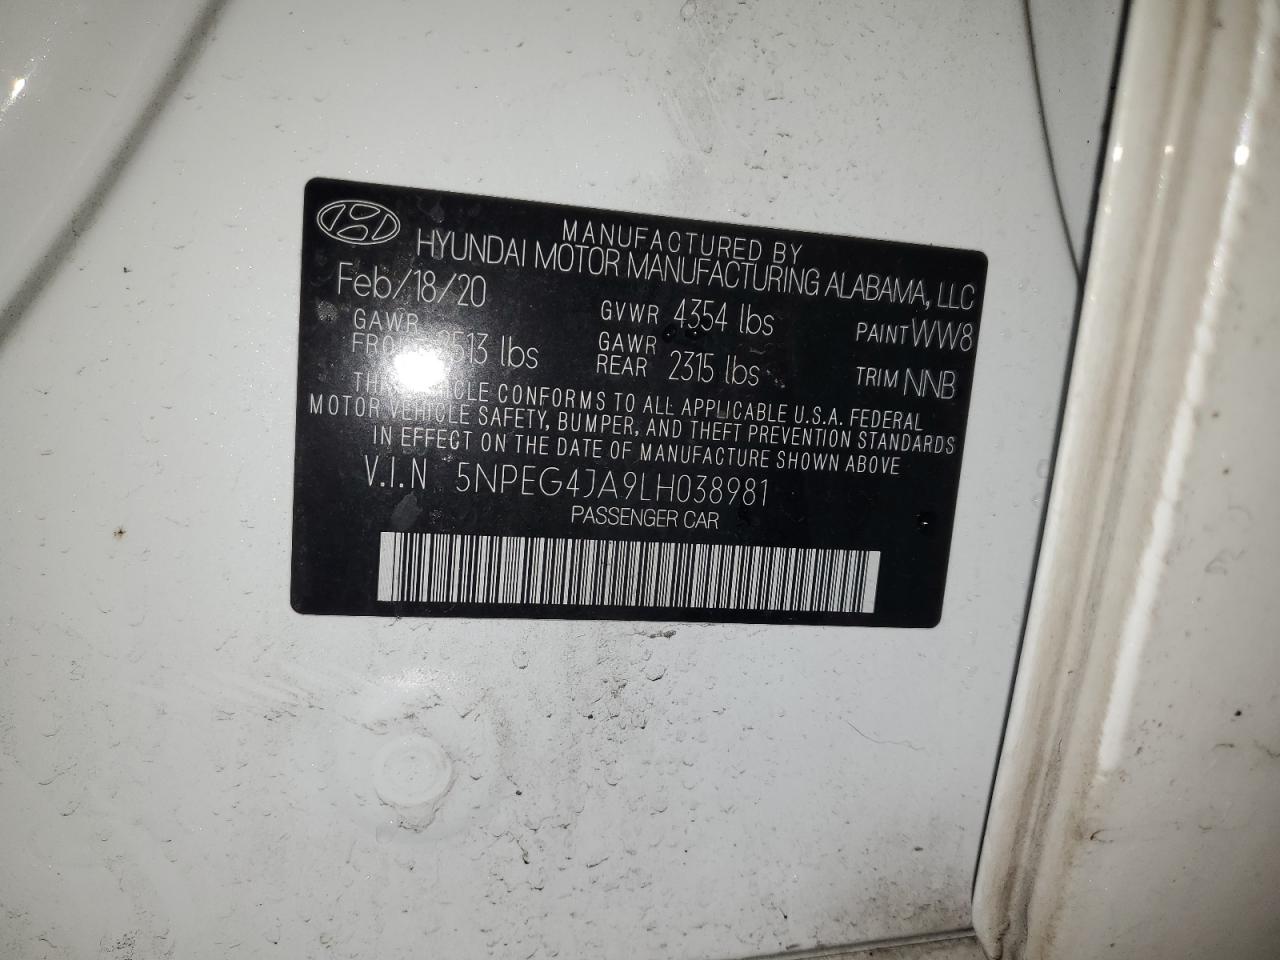 MANUFACTURED BY
HYUNDAI MOTOR MANUFACTURING ALABAMA, LLC
Feb/18/20
GVWR 4354 lbs
PAINT WW8
GAWR
lbs
GAWR
REAR 2315 lbs
TRIM NNB
VEHICLE CONFORMS TO ALL APPLICABLE U.S.A. FEDERAL
MOTOR VEHICLE SAFETY, BUMPER, AND THEFT PREVENTION STANDARDS
IN EFFECT ON THE DATE OF MANUFACTURE SHOWN ABOVE
V.I.N 5NPEG4JA9LH038981
PASSENGER CAR